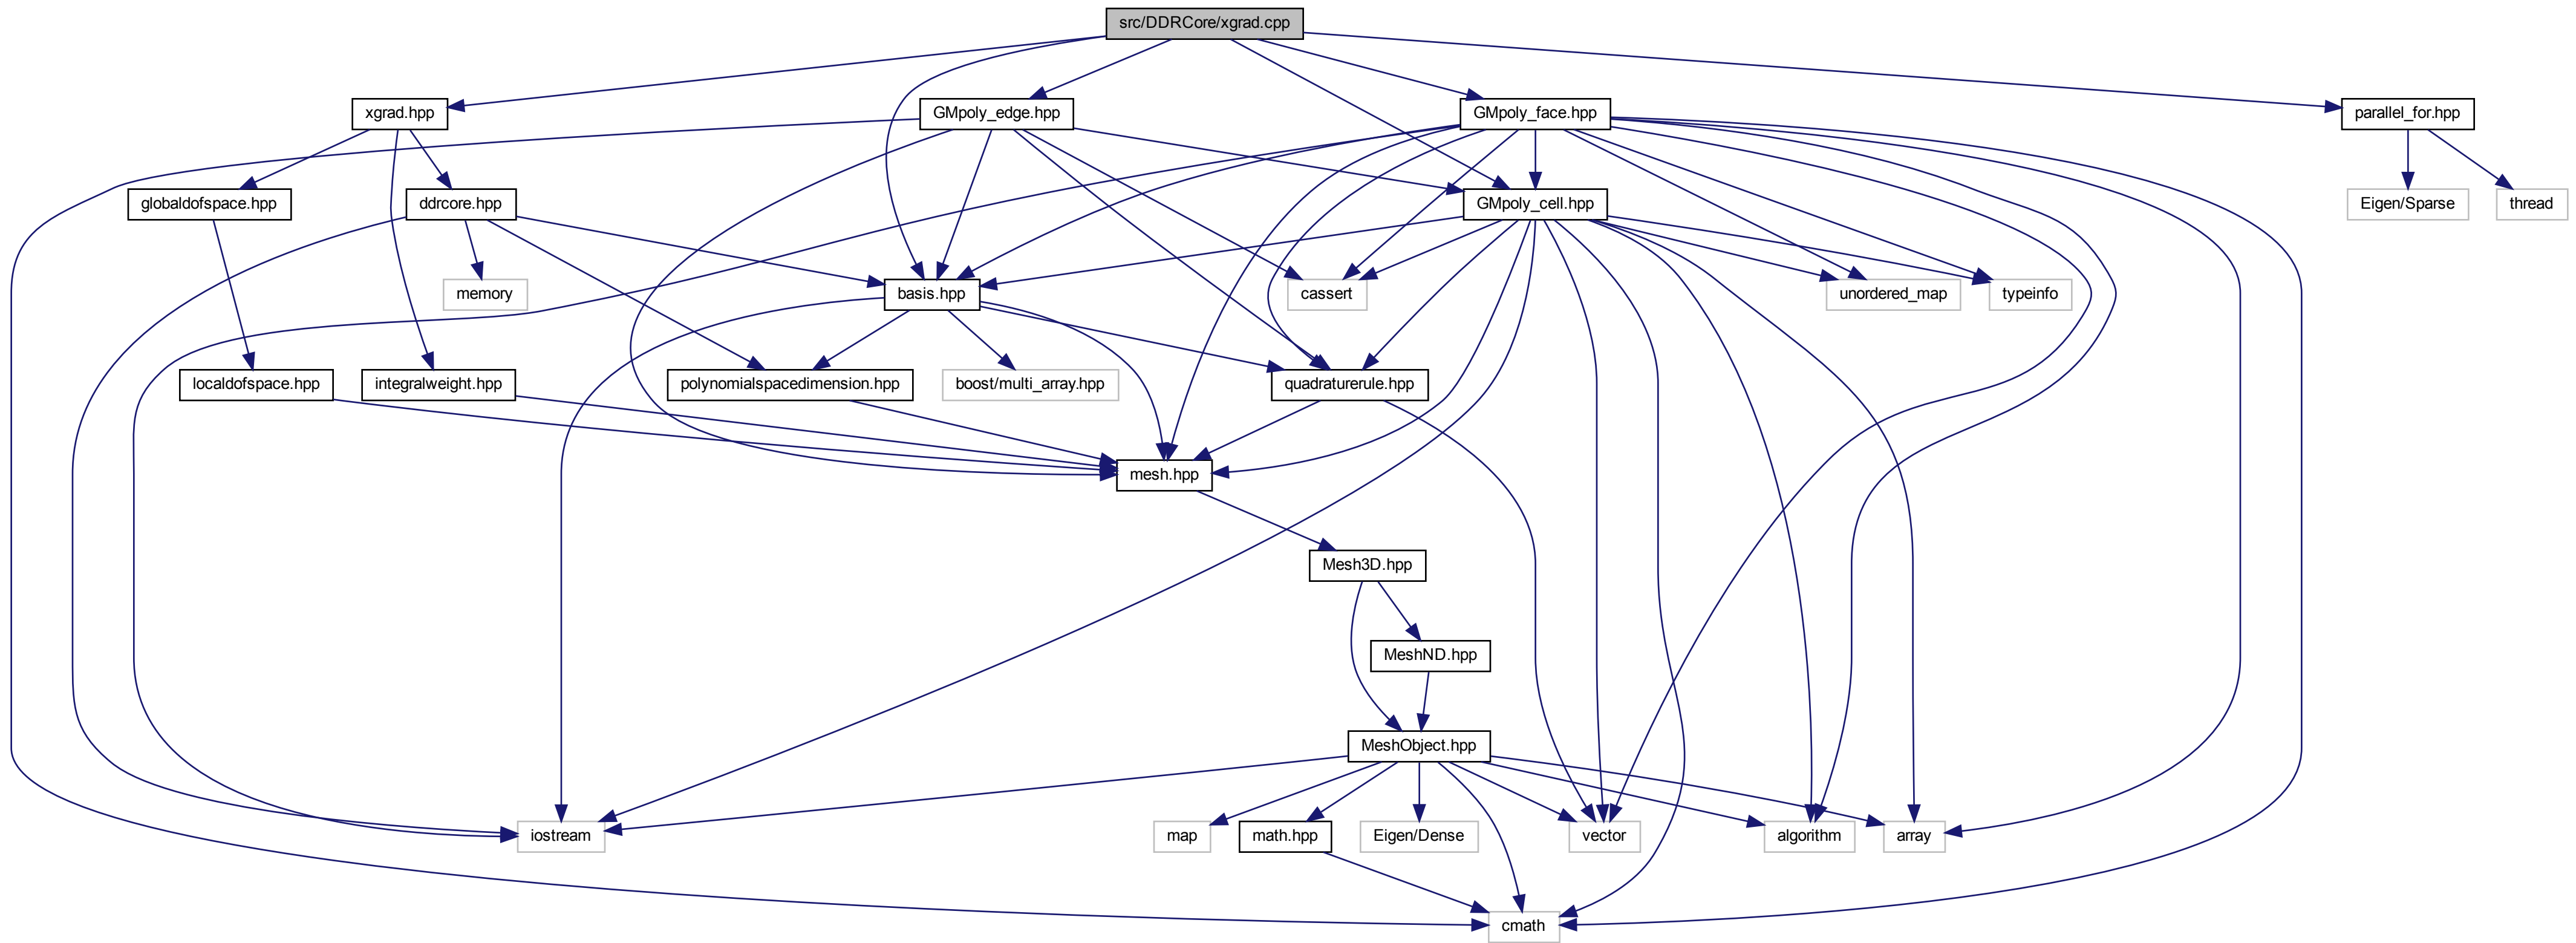 src/DDRCore/xgrad.cpp
xgrad.hpp
GMpoly_edge.hpp
GMpoly_face.hpp
parallel_for.hpp
globaldofspace.hpp
ddrcore.hpp
GMpoly_cell.hpp
Eigen/Sparse
thread
memory
basis.hpp
cassert
unordered_map
typeinfo
localdofspace.hpp
integralweight.hpp
polynomialspacedimension.hpp
boost/multi_array.hpp
quadraturerule.hpp
mesh.hpp
Mesh3D.hpp
MeshND.hpp
MeshObject.hpp
iostream
map
math.hpp
Eigen/Dense
vector
algorithm
array
cmath